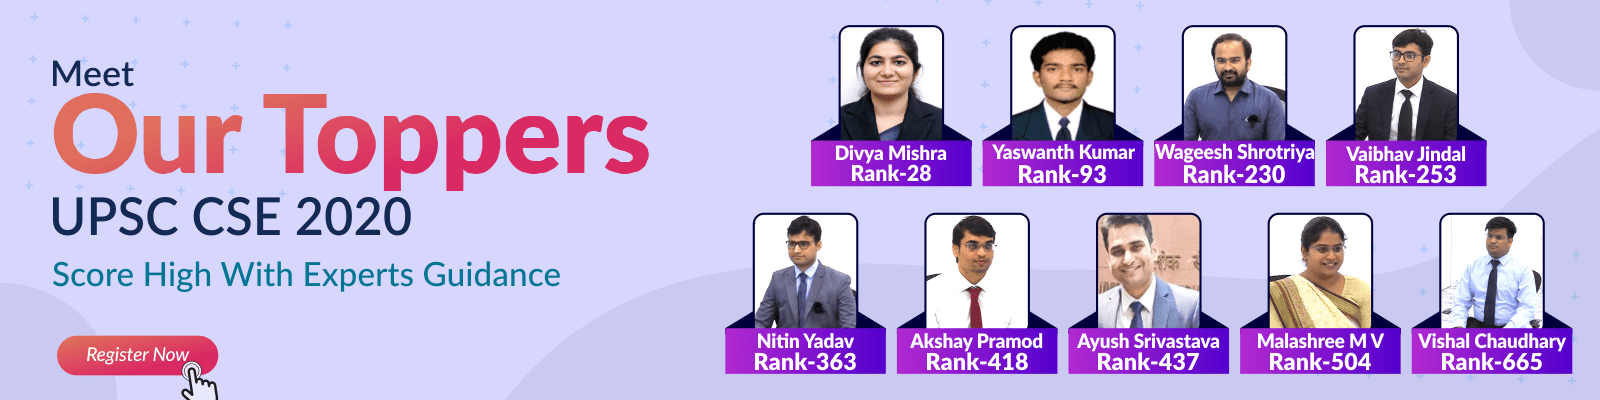 Meet
Our Toppers
UPSC CSE 2020
Score High With Experts Guidance
Register Now
Divya Mishra
Rank-28
Yaswanth Kumar
Rank-93
Wageesh Shrotriya
Rank-230
Vaibhav Jindal
Rank-253
Nitin Yadav
Rank-363
Akshay Pramod
Rank-418
Ayush Srivastava
Rank-437
Malashree M V
Rank-504
Vishal Chaudhary
Rank-665